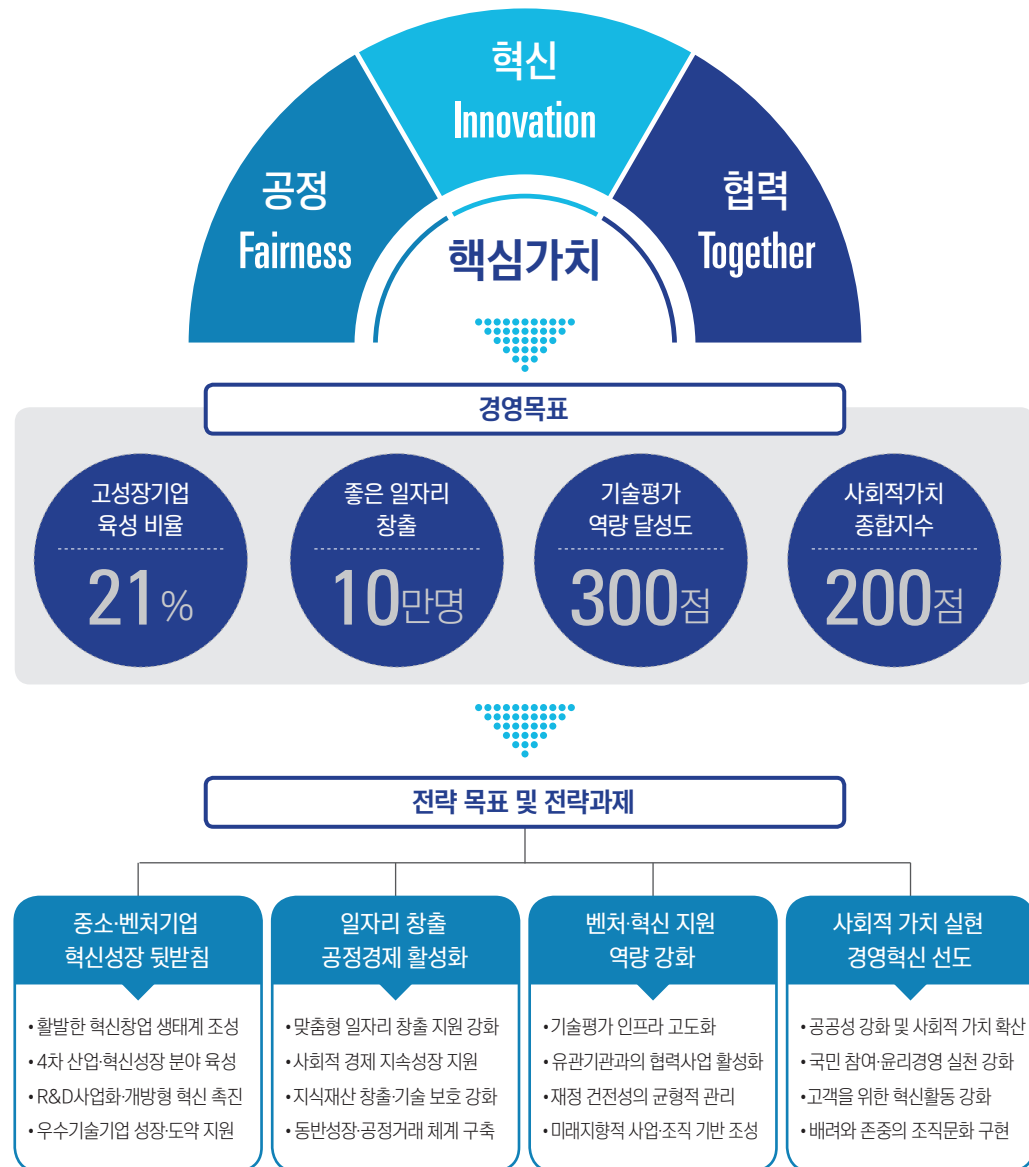 혁신
Innovation
공정
Fairness
협력
Together
핵심가치
경영목표
고성장기업
육성 비율
21%
좋은 일자리
창출
10만명
기술평가
역량 달성도
300점
사회적가치
종합지수
200점
전략 목표 및 전략과제
중소·벤처기업
혁신성장 뒷받침
• 활발한 혁신창업 생태계 조성
• 4차 산업·혁신성장 분야 육성
• R&D사업화·개방형 혁신 촉진
• 우수기술기업 성장·도약 지원
일자리 창출
공정경제 활성화
• 맞춤형 일자리 창출 지원 강화
• 사회적 경제 지속성장 지원
• 지식재산 창출·기술 보호 강화
• 동반성장·공정거래 체계 구축
벤처·혁신 지원
역량 강화
• 기술평가 인프라 고도화
• 유관기관과의 협력사업 활성화
• 재정 건전성의 균형적 관리
• 미래지향적 사업·조직 기반 조성
사회적 가치 실현
경영혁신 선도
• 공공성 강화 및 사회적 가치 확산
• 국민 참여·윤리경영 실천 강화
• 고객을 위한 혁신활동 강화
• 배려와 존중의 조직문화 구현